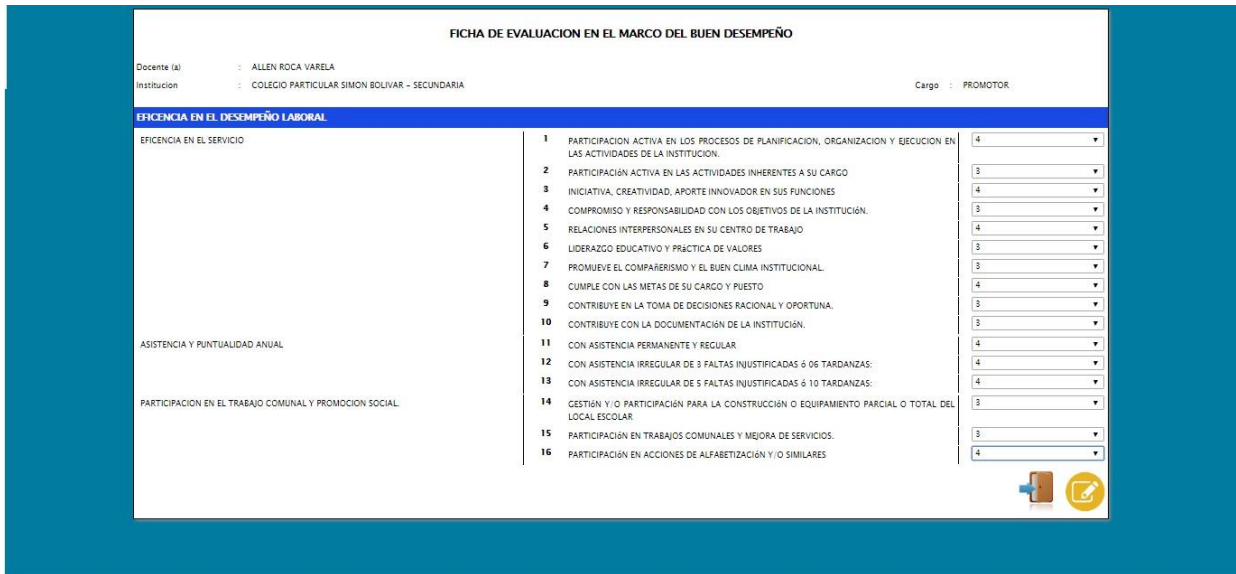 FICHA DE EVALUACION EN EL MARCO DEL BUEN DESEMPEÑO
Docente (a) : ALLEN ROCA VARELA
Institucion : COLEGIO PARTICULAR SIMON BOLIVAR - SECUNDARIA Cargo : PROMOTOR
EFICENCIA EN EL DESEMPEÑO LABORAL
EFICENCIA EN EL SERVICIO 1 PARTICIPACION ACTIVA EN LOS PROCESOS DE PLANIFICACION, ORGANIZACION Y EJECUCION EN 4
LAS ACTIVIDADES DE LA INSTITUCION.
2 PARTICIPACIóN ACTIVA EN LAS ACTIVIDADES INHERENTES A SU CARGO 3
3 INICIATIVA, CREATIVIDAD, APORTE INNOVADOR EN SUS FUNCIONES 4
4 COMPROMISO Y RESPONSABILIDAD CON LOS OBJETIVOS DE LA INSTITUCIóN. 3
5 RELACIONES INTERPERSONALES EN SU CENTRO DE TRABAJO 4
6 LIDERAZGO EDUCATIVO Y PRáCTICA DE VALORES 3
7 PROMUEVE EL COMPAñERISMO Y EL BUEN CLIMA INSTITUCIONAL. 3
8 CUMPLE CON LAS METAS DE SU CARGO Y PUESTO 4
9 CONTRIBUYE EN LA TOMA DE DECISIONES RACIONAL Y OPORTUNA. 3
10 CONTRIBUYE CON LA DOCUMENTACIóN DE LA INSTITUCIóN. 3
ASISTENCIA Y PUNTUALIDAD ANUAL 11 CON ASISTENCIA PERMANENTE Y REGULAR 4
12 CON ASISTENCIA IRREGULAR DE 3 FALTAS INJUSTIFICADAS ó 06 TARDANZAS: 4
13 CON ASISTENCIA IRREGULAR DE 5 FALTAS INJUSTIFICADAS ó 10 TARDANZAS: 4
PARTICIPACION EN EL TRABAJO COMUNAL Y PROMOCION SOCIAL. 14 GESTIóN Y/O PARTICIPACIóN PARA LA CONSTRUCCIóN O EQUIPAMIENTO PARCIAL O TOTAL DEL 3
LOCAL ESCOLAR
15 PARTICIPACIóN EN TRABAJOS COMUNALES Y MEJORA DE SERVICIOS. 3
16 PARTICIPACIóN EN ACCIONES DE ALFABETIZACIóN Y/O SIMILARES 4